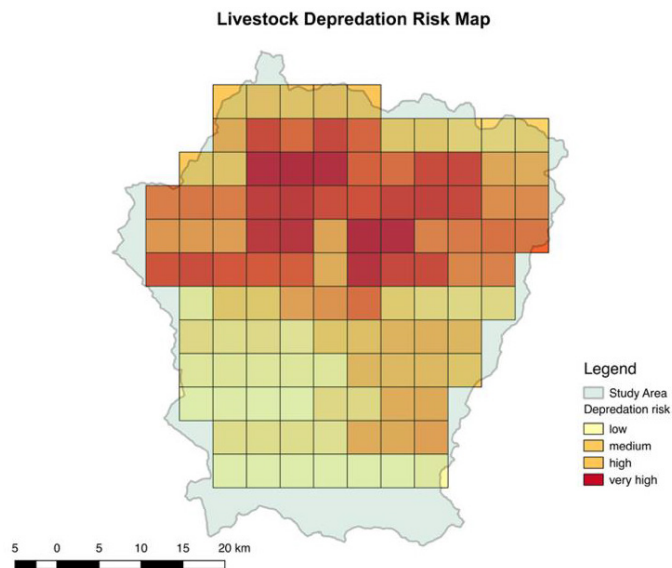 Livestock Depredation Risk Map
Legend
Study Area
Depredation risk
low
medium
high
very high
5 0 5 10 15 20 km